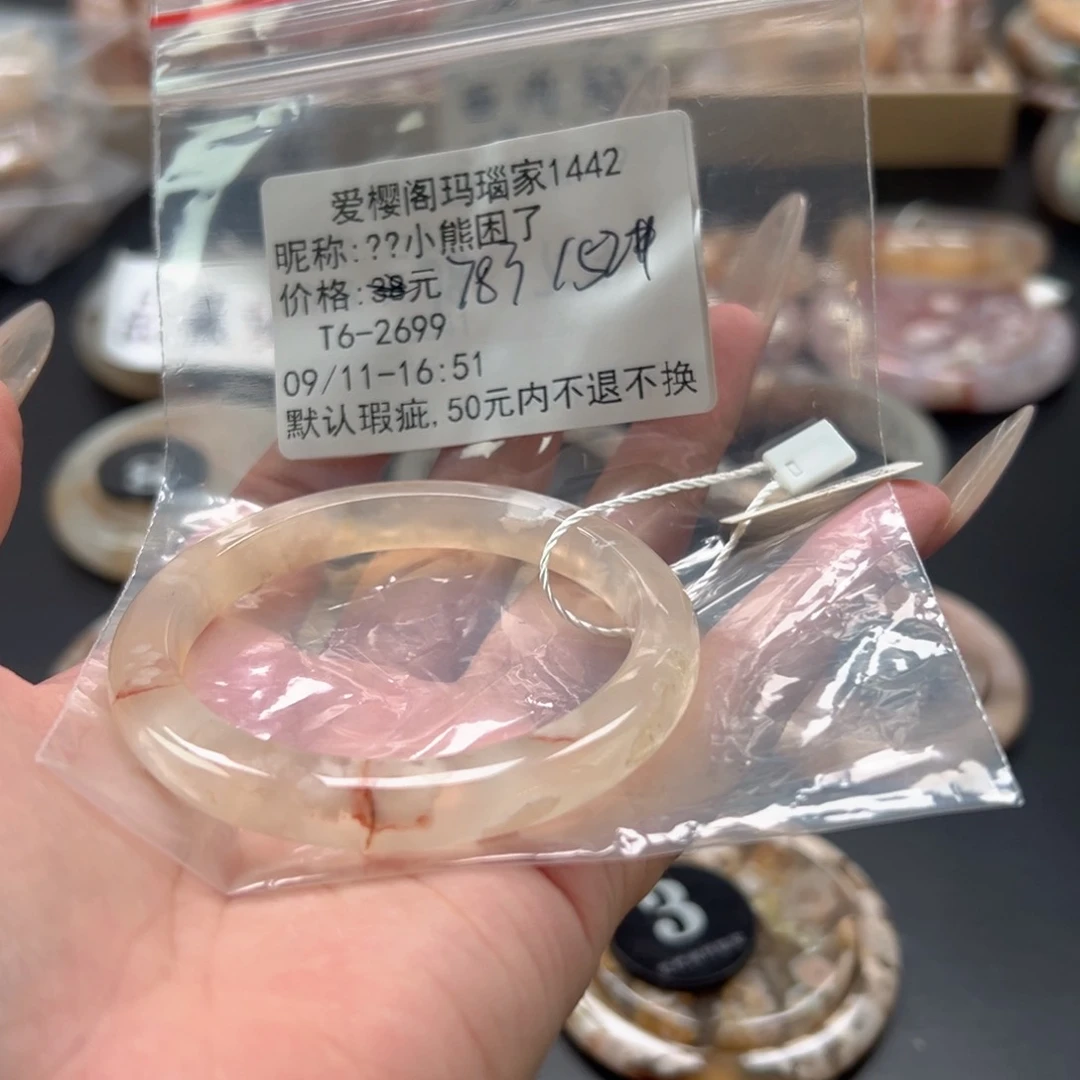 爱樱阁玛瑙家1442
昵称:??小熊困了
价格:38元 783
T6-2699
09/11-16:51
默认瑕疵,50元内不退不换
3